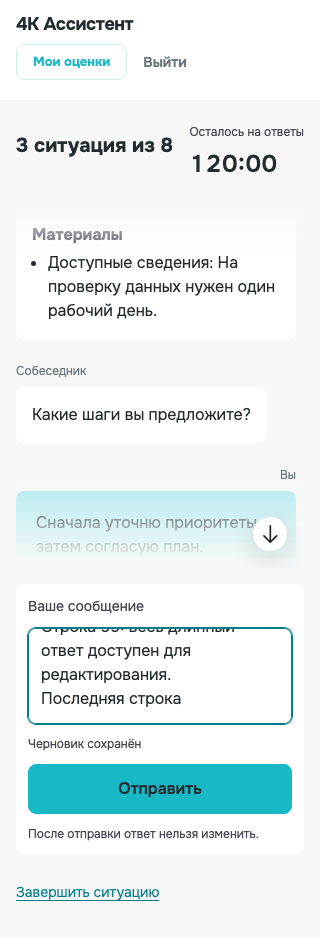 4К Ассистент
Мои оценки
Выйти
3 ситуация из 8
Осталось на ответы
120:00
Материалы
• Доступные сведения: На
проверку данных нужен один
рабочий день.
Собеседник
Какие шаги вы предложите?
Вы
Сначала уточню приоритеты,
затем согласую план.
Ваше сообщение
весь длинный
ответ доступен для
редактирования.
Последняя строка
Черновик сохранён
Отправить
После отправки ответ нельзя изменить.
Завершить ситуацию